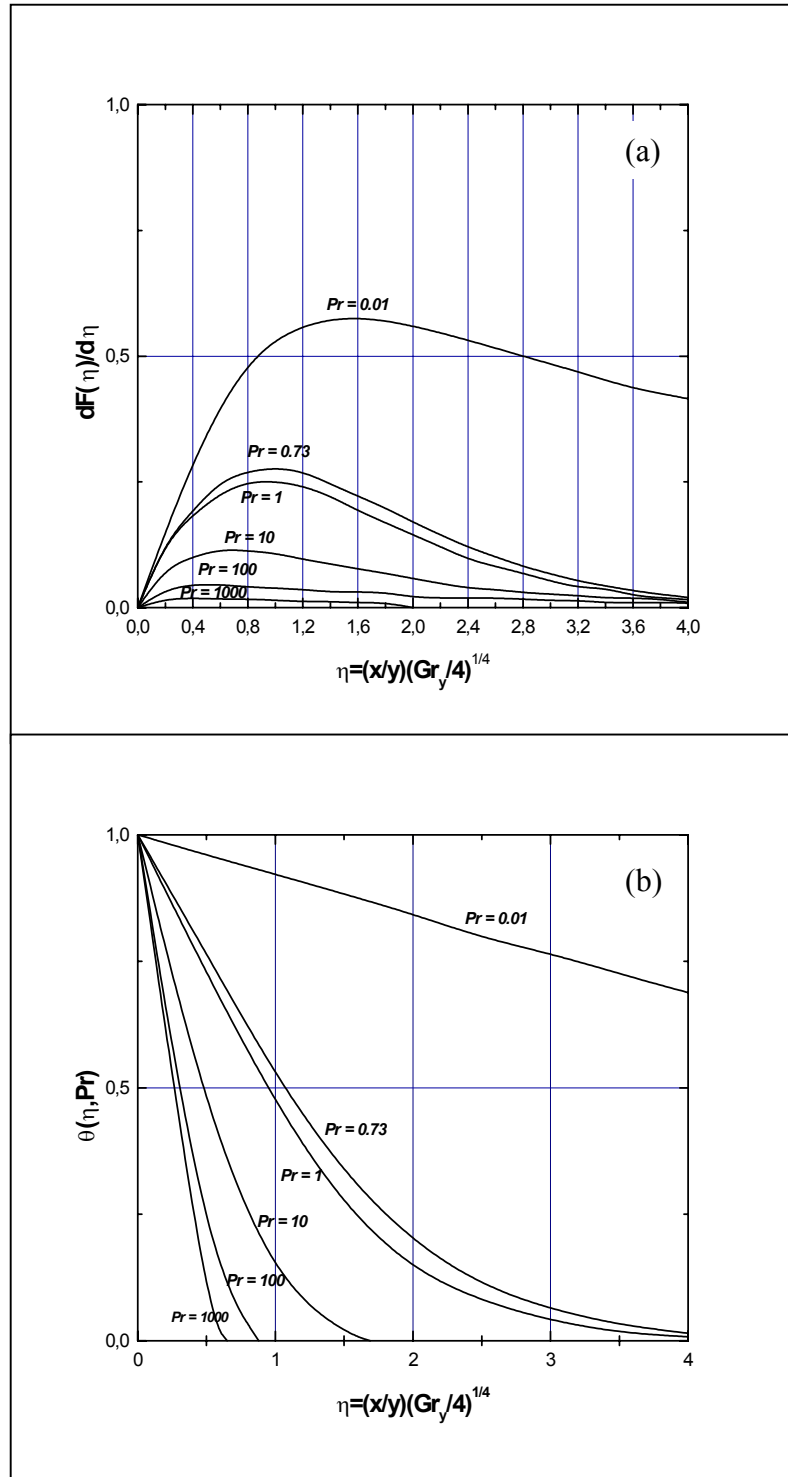 1,0
(a)
Pr = 0.01
0,5
dF(η)/dη
Pr = 0.73
Pr = 1
Pr = 10
Pr = 100
Pr = 1000
0,0
0,0 0,4 0,8 1,2 1,6 2,0 2,4 2,8 3,2 3,6 4,0
η=(x/y)(Gr_y/4)^1/4
1,0
(b)
Pr = 0.01
θ(η,Pr)
0,5
Pr = 0.73
Pr = 1
Pr = 10
Pr = 100
Pr = 1000
0,0
0 1 2 3 4
η=(x/y)(Gr_y/4)^1/4